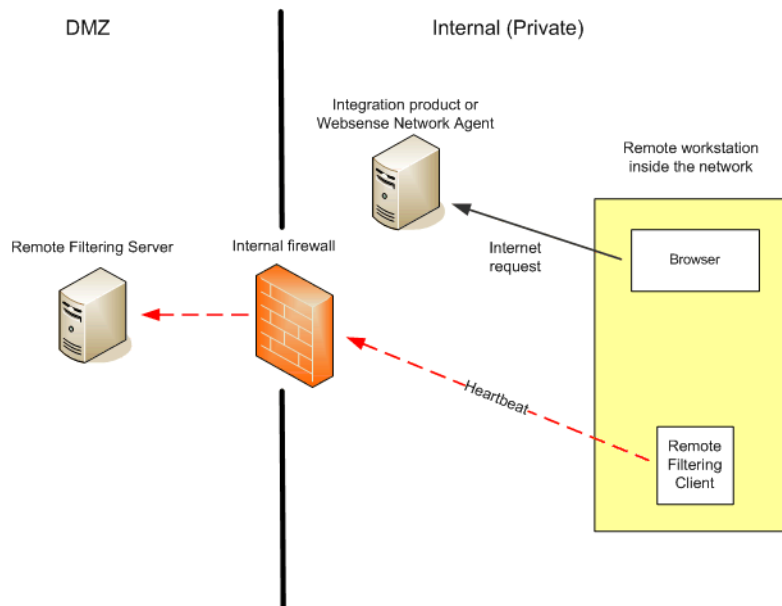 DMZ
Internal (Private)
Integration product or
Websense Network Agent
Remote workstation
inside the network
Remote Filtering Server
Internal firewall
Internet
request
Browser
Heartbeat
Remote
Filtering
Client